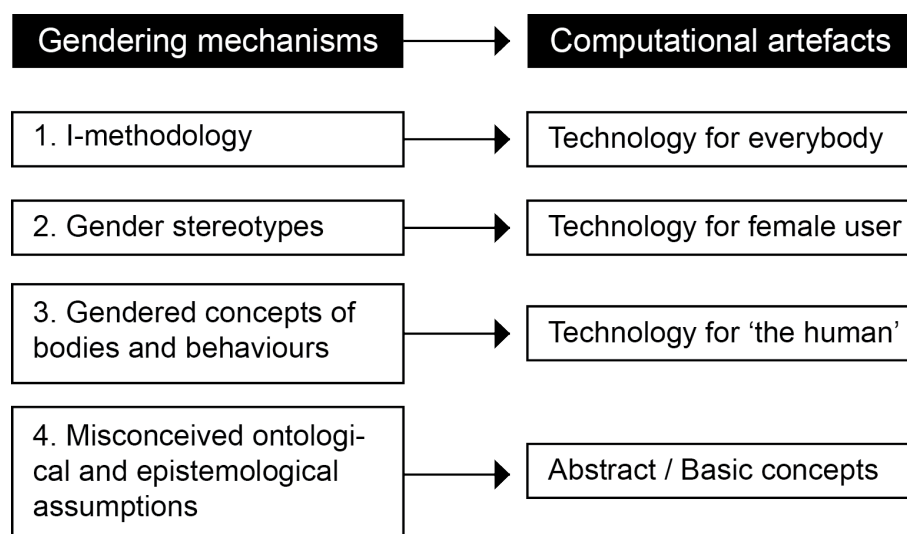 Gendering mechanisms
Computational artefacts
1. I-methodology
Technology for everybody
2. Gender stereotypes
Technology for female user
3. Gendered concepts of
bodies and behaviours
Technology for ‘the human’
4. Misconceived ontologi-
cal and epistemological
assumptions
Abstract / Basic concepts